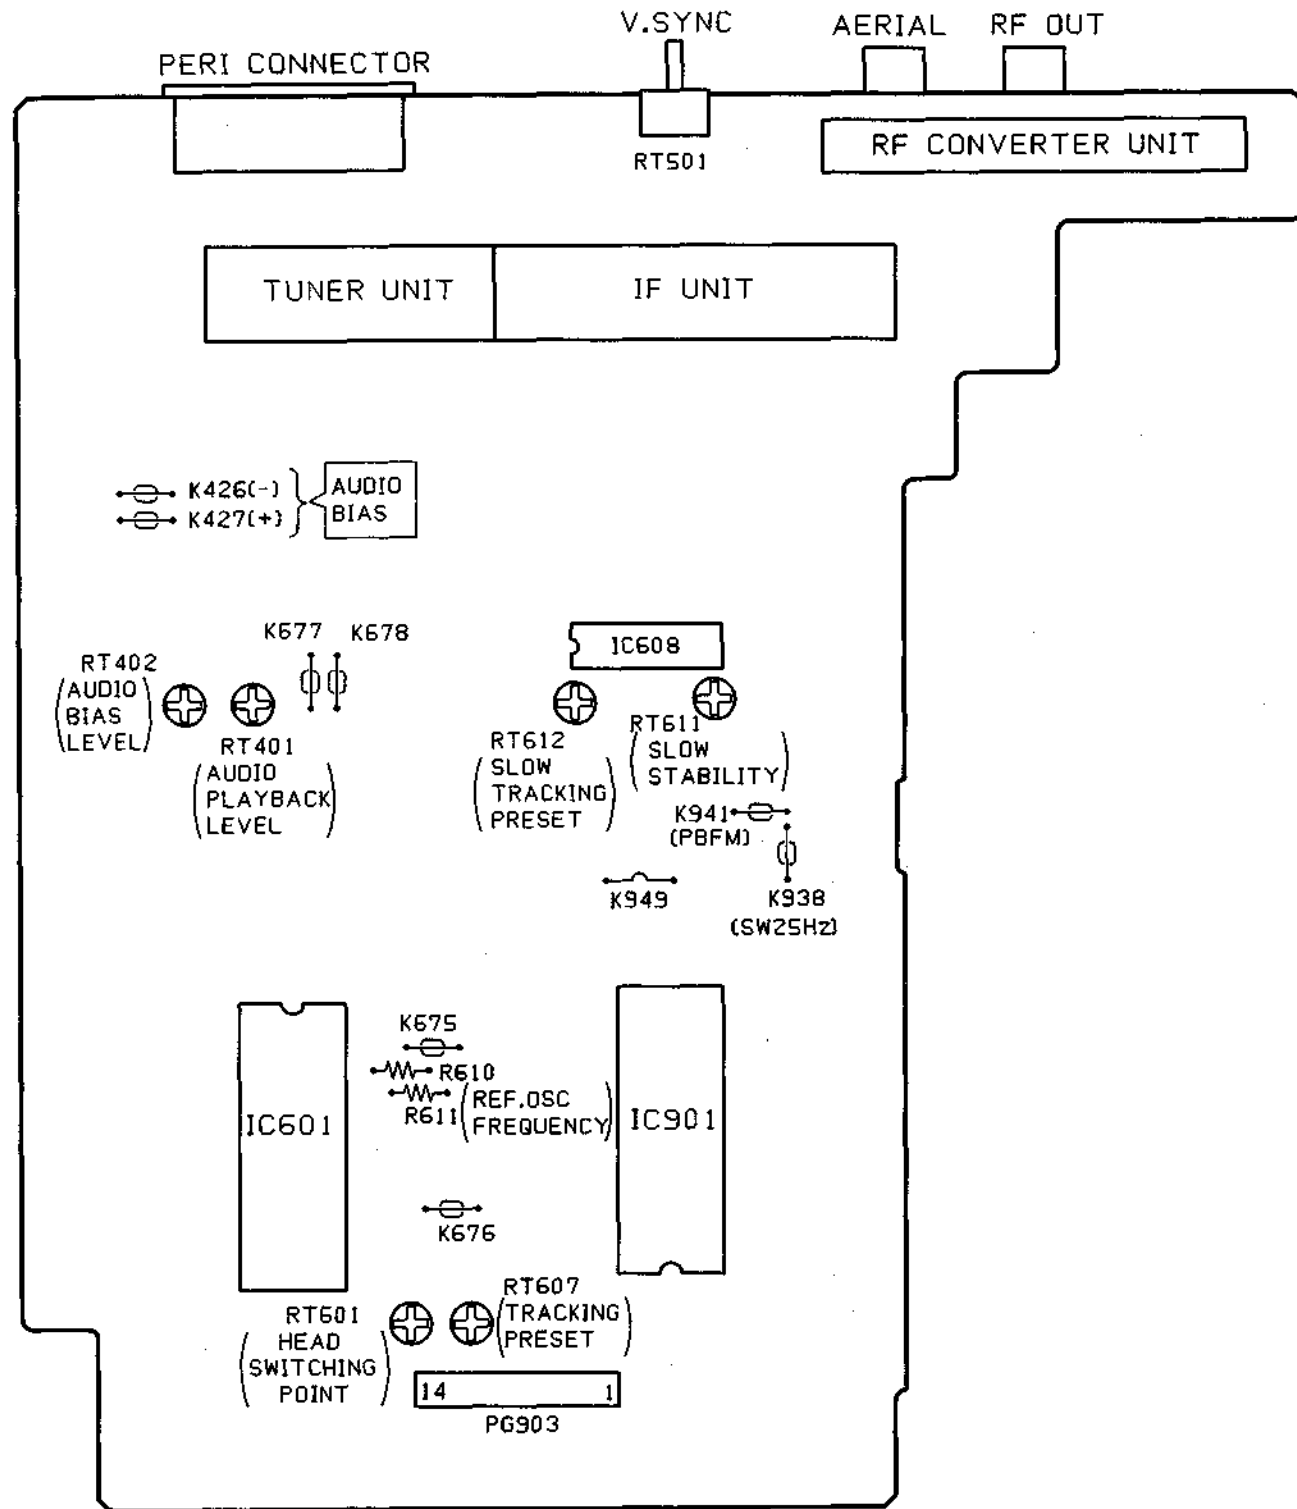 V.SYNC
AERIAL
RF OUT
PERI CONNECTOR
RT501
RF CONVERTER UNIT
TUNER UNIT
IF UNIT
K426(-)
K427(+)
AUDIO
BIAS
K677
K678
IC608
RT402
(AUDIO
BIAS
LEVEL)
RT401
(AUDIO
PLAYBACK
LEVEL)
RT612
(SLOW
TRACKING
PRESET)
RT611
(SLOW
STABILITY)
K941
(PBFM)
K949
K938
(SW25Hz)
K675
R610
R611
(REF.OSC
FREQUENCY)
IC601
IC901
K676
RT607
(TRACKING
PRESET)
RT601
(HEAD
SWITCHING
POINT)
14
1
PG903